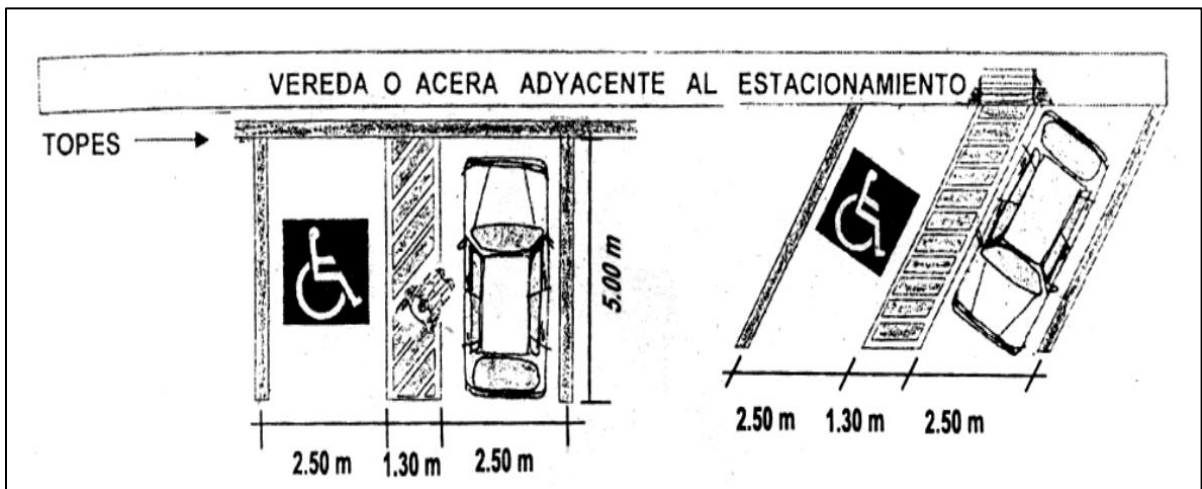 VEREDA O ACERA ADYACENTE AL ESTACIONAMIENTO
TOPES
5.00 m
2.50 m 1.30 m 2.50 m
2.50 m 1.30 m 2.50 m